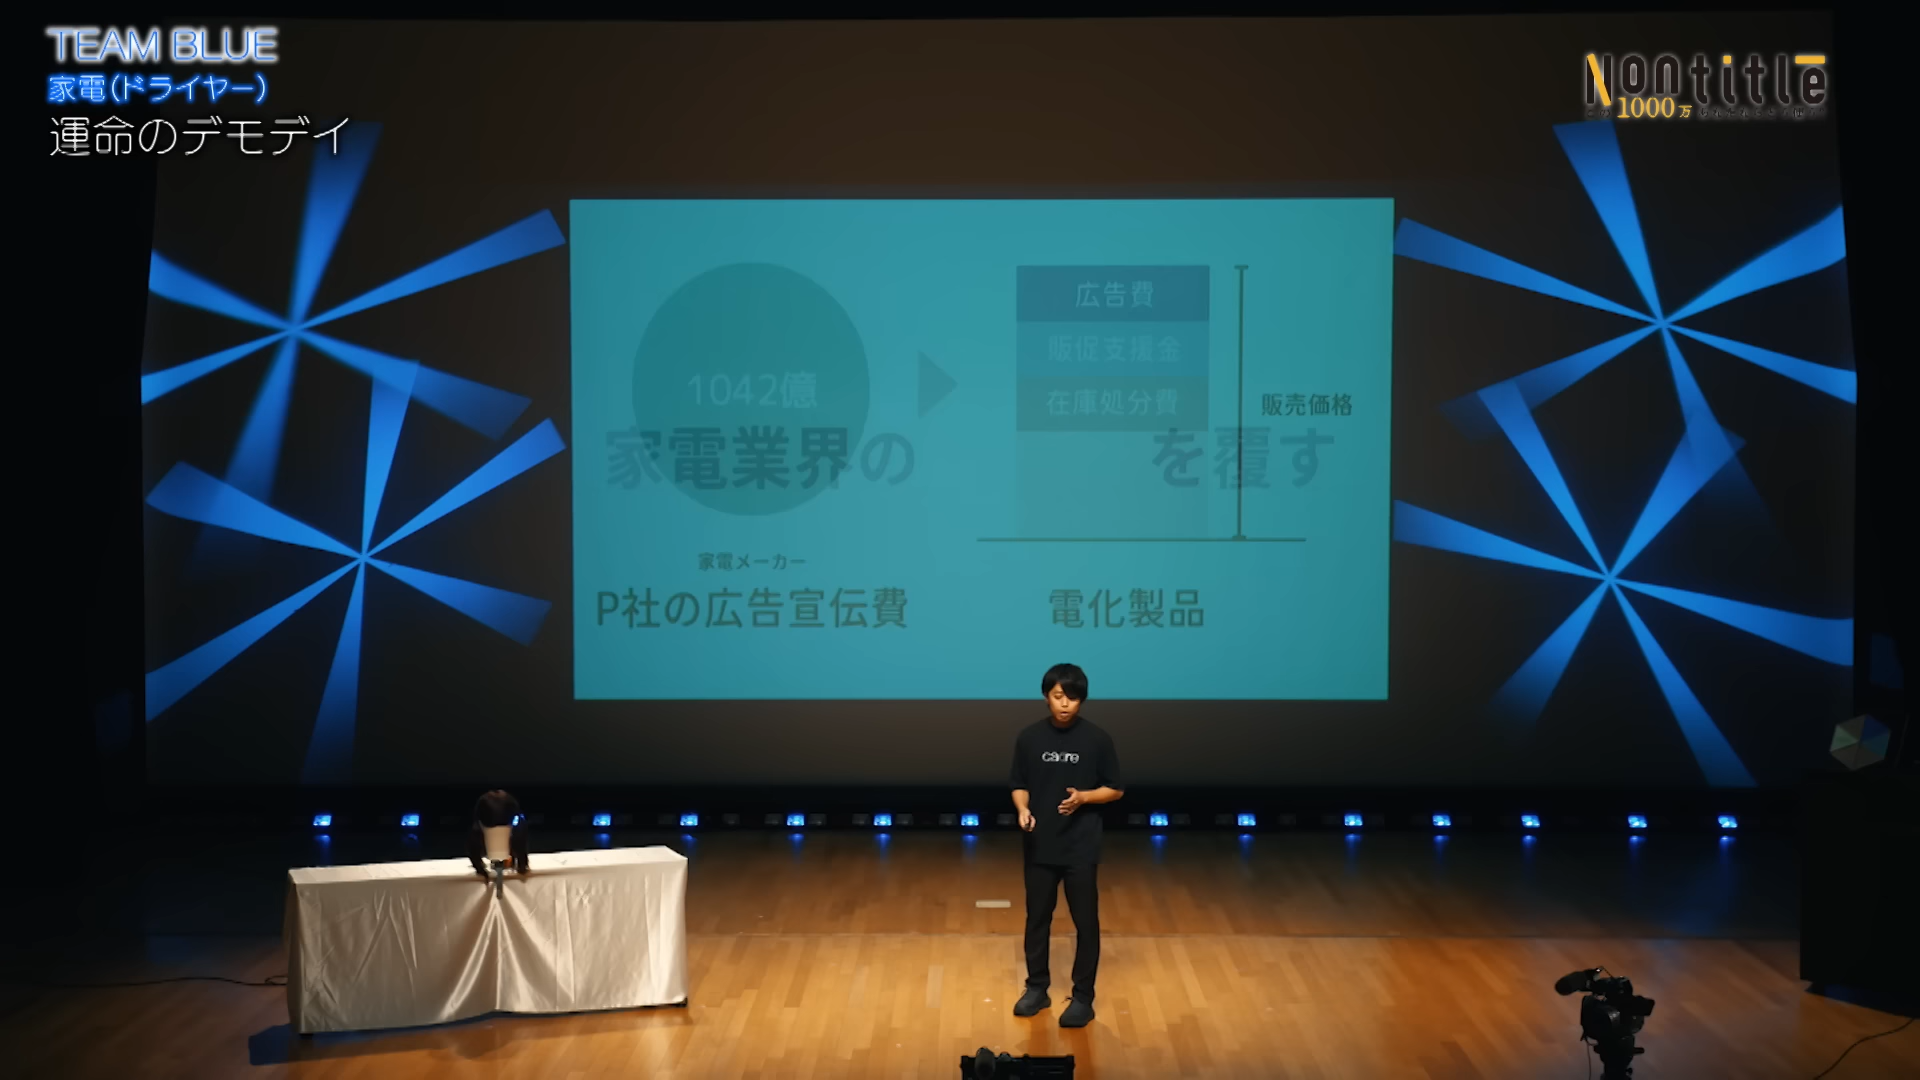 TEAM BLUE
家電(ドライヤー)
運命のデモデイ
Nontitle
1000万
広告費
販促支援金
在庫処分費
1042億
販売価格
家電業界の
を覆す
家電メーカー
P社の広告宣伝費
電化製品
cadre